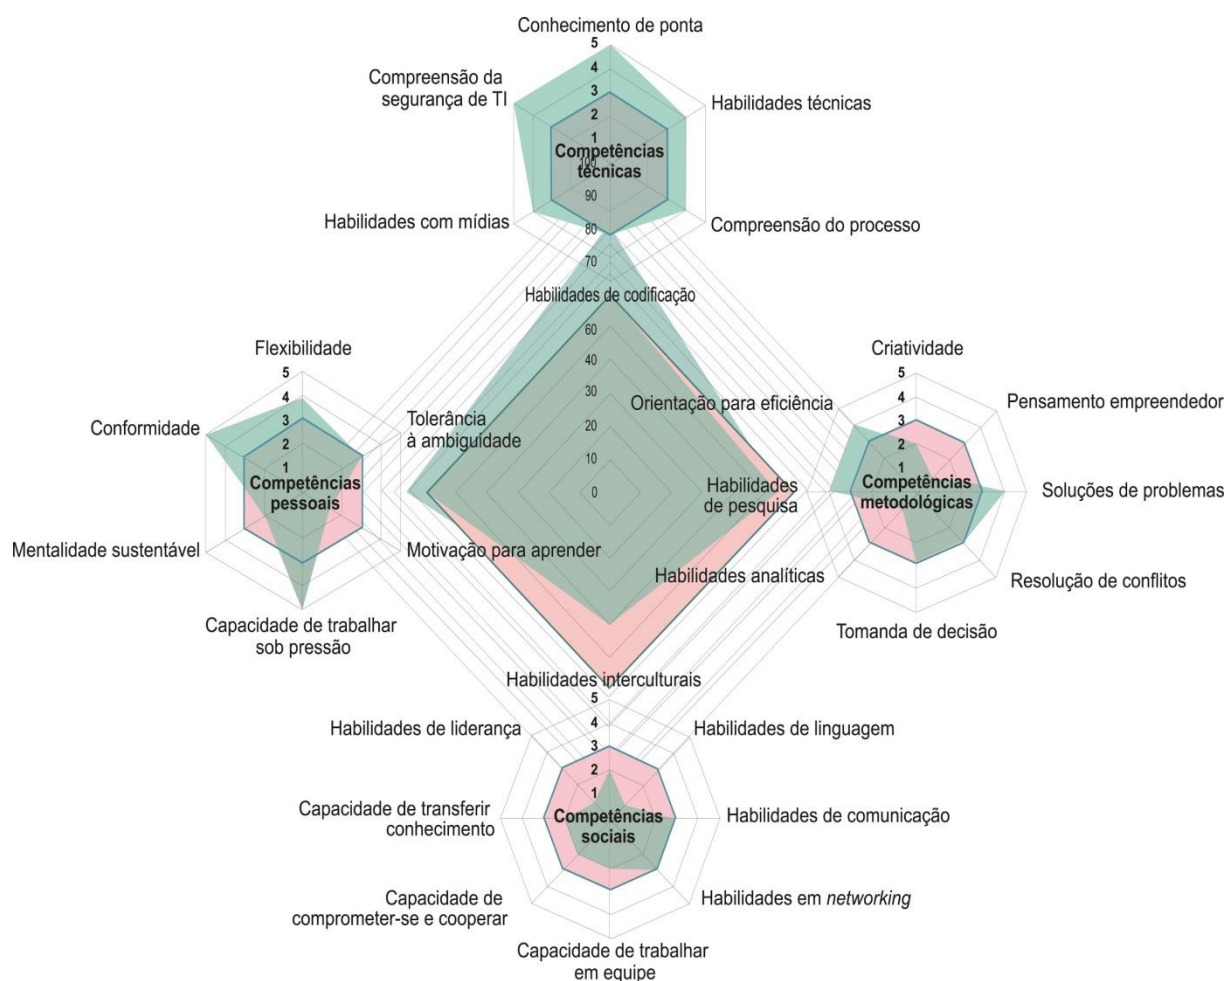 Conhecimento de ponta
5
4
3
2
1
Compreensão da
segurança de TI
Habilidades técnicas
Competências
técnicas
100
90
80
70
60
40
30
20
10
0
Habilidades com mídias
Compreensão do processo
Habilidades de codificação
Flexibilidade
5
4
3
2
1
Conformidade
Tolerância
à ambiguidade
Competências
pessoais
Mentalidade sustentável
Motivação para aprender
Capacidade de trabalhar
sob pressão
Criatividade
5
4
3
2
1
Orientação para eficiência
Pensamento empreendedor
Habilidades
de pesquisa
Competências
metodológicas
Soluções de problemas
Habilidades analíticas
Resolução de conflitos
Tomanda de decisão
Habilidades interculturais
5
4
3
2
1
Habilidades de liderança
Habilidades de linguagem
Capacidade de transferir
conhecimento
Competências
sociais
Habilidades de comunicação
Capacidade de
comprometer-se e cooperar
Habilidades em networking
Capacidade de trabalhar
em equipe